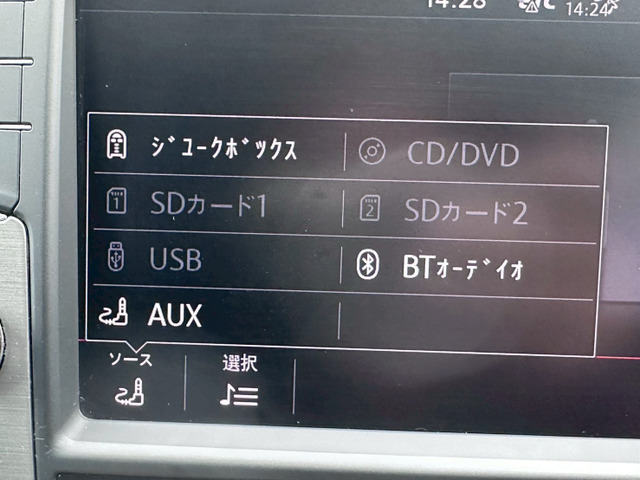 14:28
14:24
ｼﾞｭｰｸﾎﾞｯｸｽ
CD/DVD
1
SDカード1
2
SDカード2
USB
BTｵｰﾃﾞｨｵ
AUX
ソース
選択